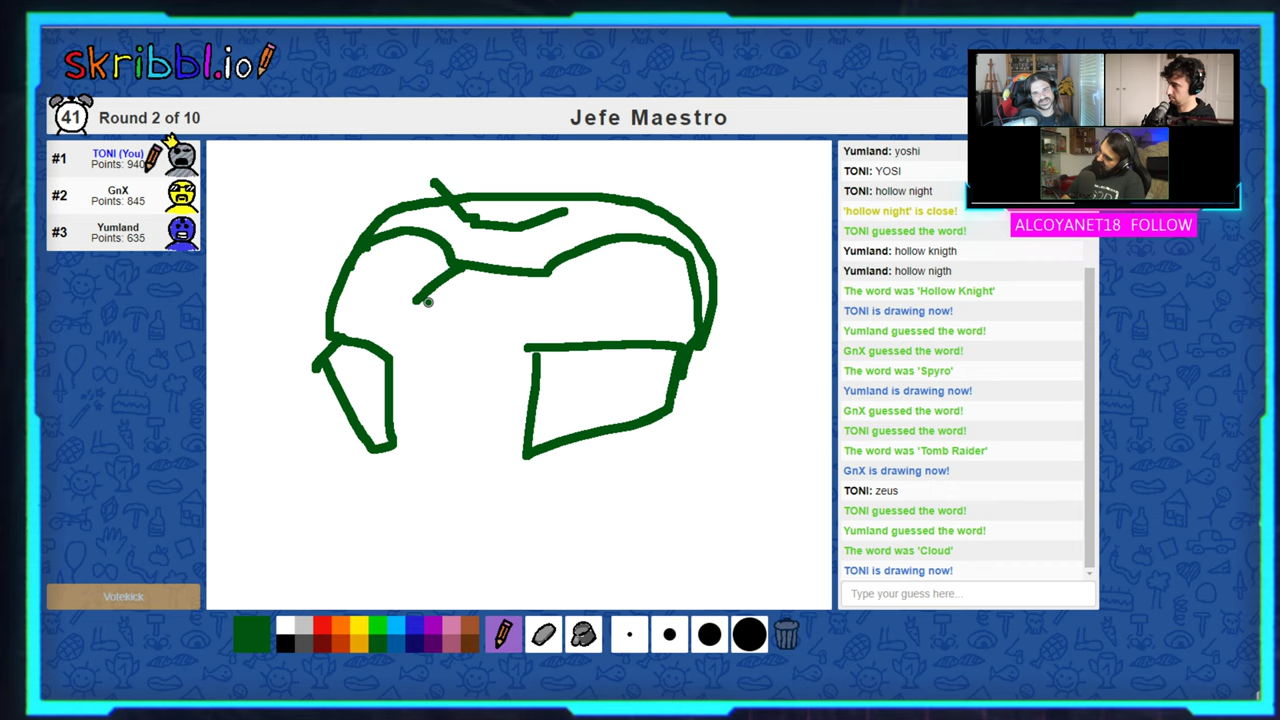 skribbl.io
41
Round 2 of 10
Jefe Maestro
#1
TONI (You)
Points: 940
#2
GnX
Points: 845
#3
Yumland
Points: 635
Votekick
Yumland: yoshi
TONI: YOSI
TONI: hollow night
'hollow night' is close!
TONI guessed the word!
Yumland: hollow knigth
Yumland: hollow nigth
The word was 'Hollow Knight'
TONI is drawing now!
Yumland guessed the word!
GnX guessed the word!
The word was 'Spyro'
Yumland is drawing now!
GnX guessed the word!
TONI guessed the word!
The word was 'Tomb Raider'
GnX is drawing now!
TONI: zeus
TONI guessed the word!
Yumland guessed the word!
The word was 'Cloud'
TONI is drawing now!
Type your guess here...
ALCOYANET18 FOLLOW